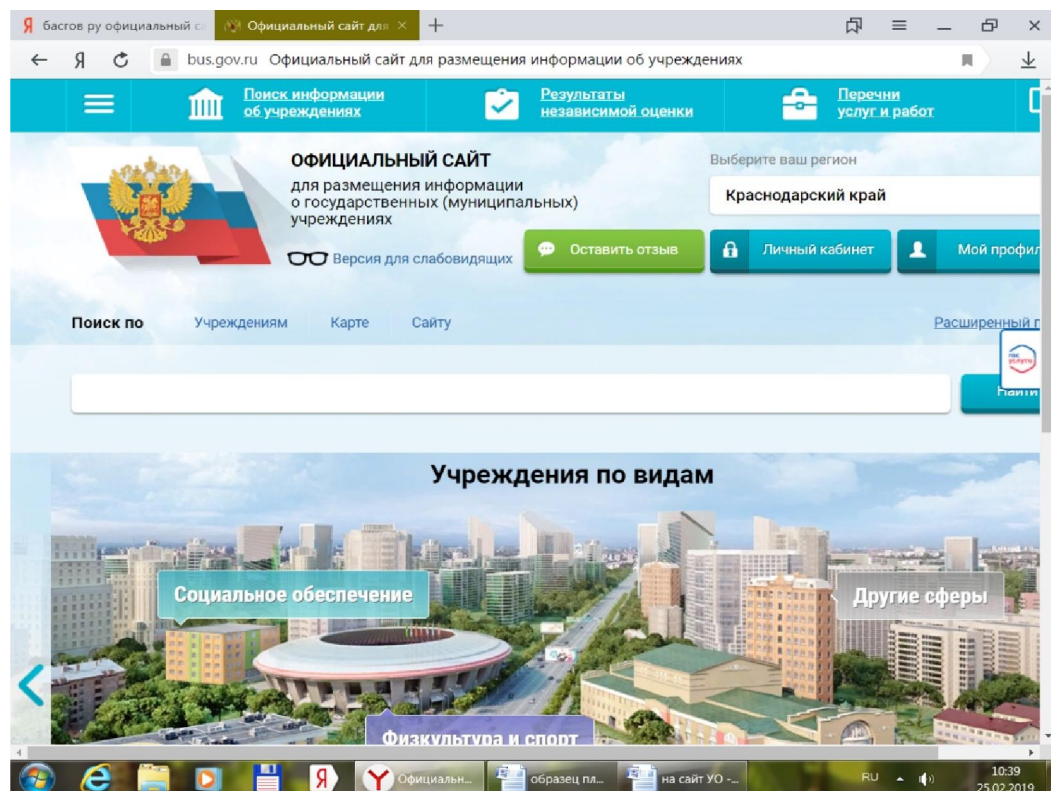 басгов ру официальный са
Официальный сайт для
bus.gov.ru Официальный сайт для размещения информации об учреждениях
Поиск информации
об учреждениях
Результаты
независимой оценки
Перечни
услуг и работ
ОФИЦИАЛЬНЫЙ САЙТ
для размещения информации
о государственных (муниципальных)
учреждениях
Версия для слабовидящих
Выберите ваш регион
Краснодарский край
Оставить отзыв
Личный кабинет
Мой профил
Поиск по Учреждениям Карте Сайту
Расширенный п
гос
услуги
Найти
Учреждения по видам
Социальное обеспечение
Другие сферы
Физкультура и спорт
Официальн...
образец пл...
на сайт УО -...
RU
10:39
25.02.2019